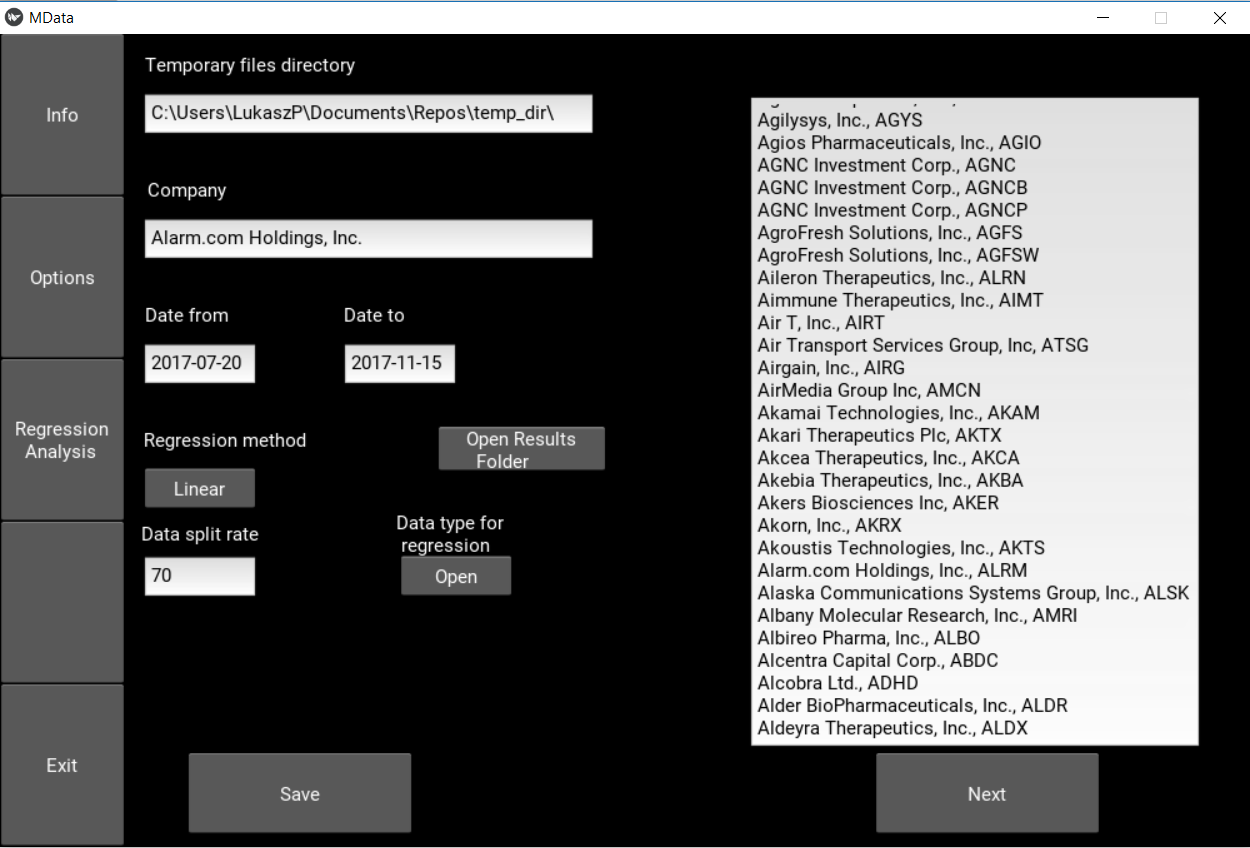 MData
Info
Options
Regression
Analysis
Exit
Temporary files directory
C:\Users\LukaszP\Documents\Repos\temp_dir\
Company
Alarm.com Holdings, Inc.
Date from
Date to
2017-07-20
2017-11-15
Regression method
Open Results
Folder
Linear
Data split rate
Data type for
regression
70
Open
Save
Agilysys, Inc., AGYS
Agios Pharmaceuticals, Inc., AGIO
AGNC Investment Corp., AGNC
AGNC Investment Corp., AGNCB
AGNC Investment Corp., AGNCP
AgroFresh Solutions, Inc., AGFS
AgroFresh Solutions, Inc., AGFSW
Aileron Therapeutics, Inc., ALRN
Aimmune Therapeutics, Inc., AIMT
Air T, Inc., AIRT
Air Transport Services Group, Inc, ATSG
Airgain, Inc., AIRG
AirMedia Group Inc, AMCN
Akamai Technologies, Inc., AKAM
Akari Therapeutics Plc, AKTX
Akcea Therapeutics, Inc., AKCA
Akebia Therapeutics, Inc., AKBA
Akers Biosciences Inc, AKER
Akorn, Inc., AKRX
Akoustis Technologies, Inc., AKTS
Alarm.com Holdings, Inc., ALRM
Alaska Communications Systems Group, Inc., ALSK
Albany Molecular Research, Inc., AMRI
Albireo Pharma, Inc., ALBO
Alcentra Capital Corp., ABDC
Alcobra Ltd., ADHD
Alder BioPharmaceuticals, Inc., ALDR
Aldeyra Therapeutics, Inc., ALDX
Next